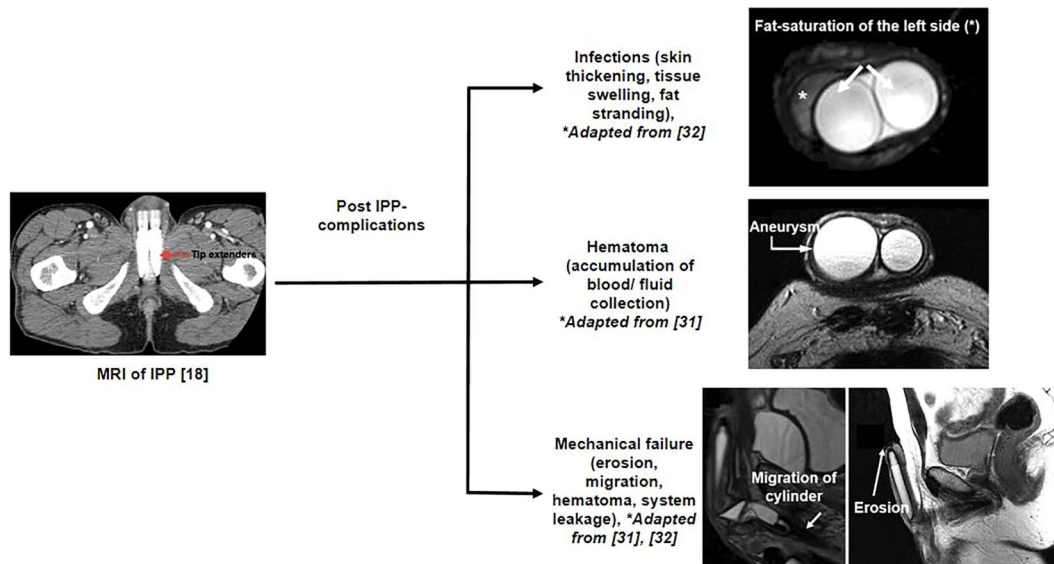 Fat-saturation of the left side (*)
*
Infections (skin
thickening, tissue
swelling, fat
stranding),
*Adapted from [32]
Post IPP-
complications
Tip extenders
MRI of IPP [18]
Aneurysm
Hematoma
(accumulation of
blood/ fluid
collection)
*Adapted from [31]
Mechanical failure
(erosion,
migration,
hematoma, system
leakage), *Adapted
from [31], [32]
Migration of
cylinder
Erosion